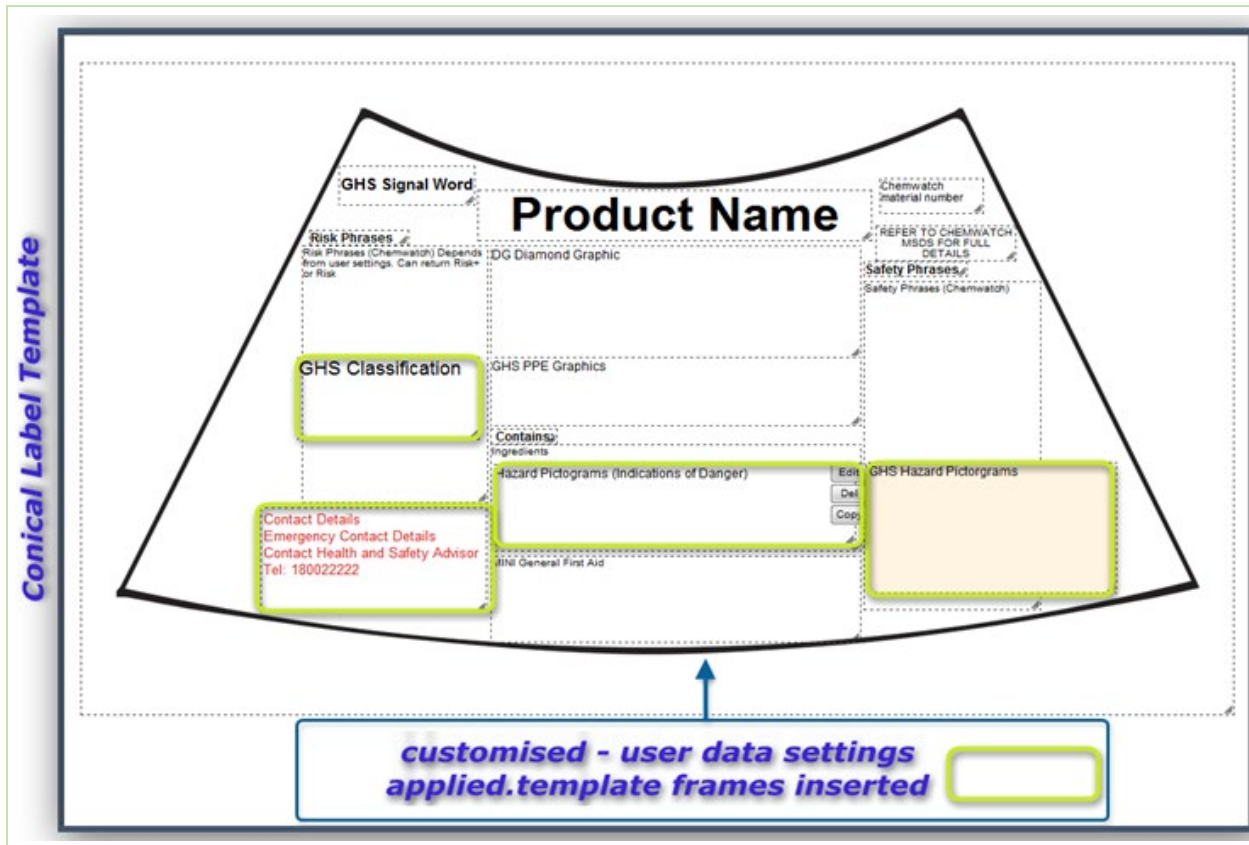 Conical Label Template
GHS Signal Word
Product Name
Chemwatch
material number
Risk Phrases
REFER TO CHEMWATCH
MSDS FOR FULL
DETAILS
Risk Phrases (Chemwatch) Depends
from user settings. Can return Risk+
or Risk
DG Diamond Graphic
Safety Phrases
Safety Phrases (Chemwatch)
GHS Classification
GHS PPE Graphics
Contains
Ingredients
Hazard Pictograms (Indications of Danger)
Edit
Del
Copy
GHS Hazard Pictorgrams
Contact Details
Emergency Contact Details
Contact Health and Safety Advisor
Tel: 180022222
MINI General First Aid
customised - user data settings
applied.template frames inserted